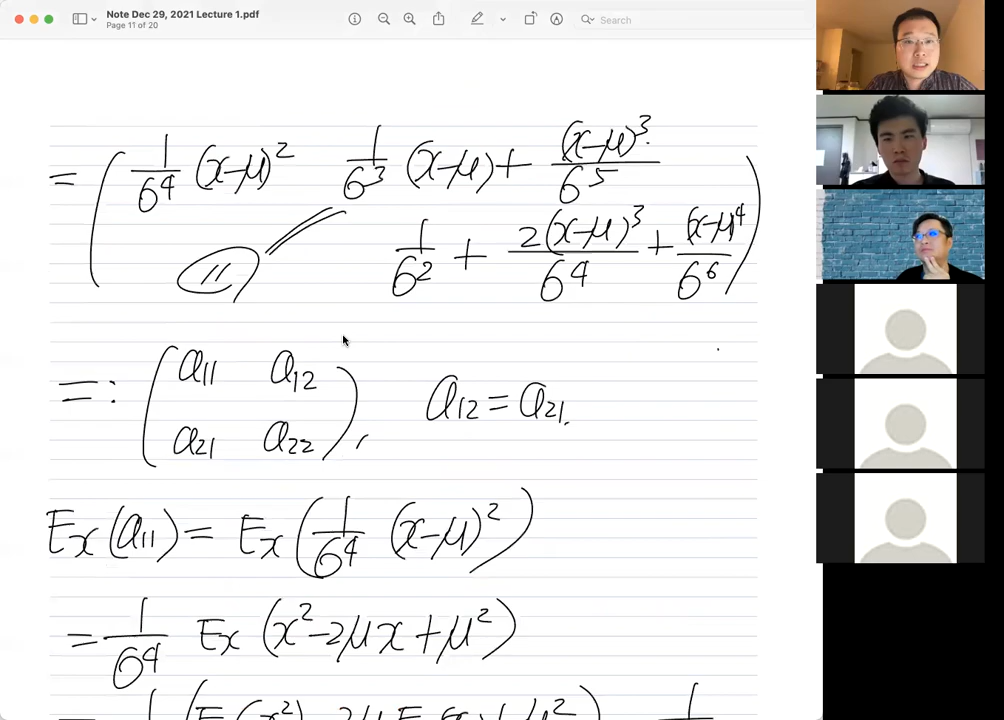 Note Dec 29, 2021 Lecture 1.pdf
Page 11 of 20
Search
= ( 1/σ⁴ (x-μ)² 1/σ³ (x-μ) + (x-μ)³/σ⁵
〃 1/σ² + 2(x-μ)³/σ⁴ + (x-μ)⁴/σ⁶ )
=: ( a₁₁ a₁₂
a₂₁ a₂₂ ), a₁₂ = a₂₁.
Ex(a₁₁) = Ex( 1/σ⁴ (x-μ)² )
= 1/σ⁴ Ex (x²-2μx+μ²)